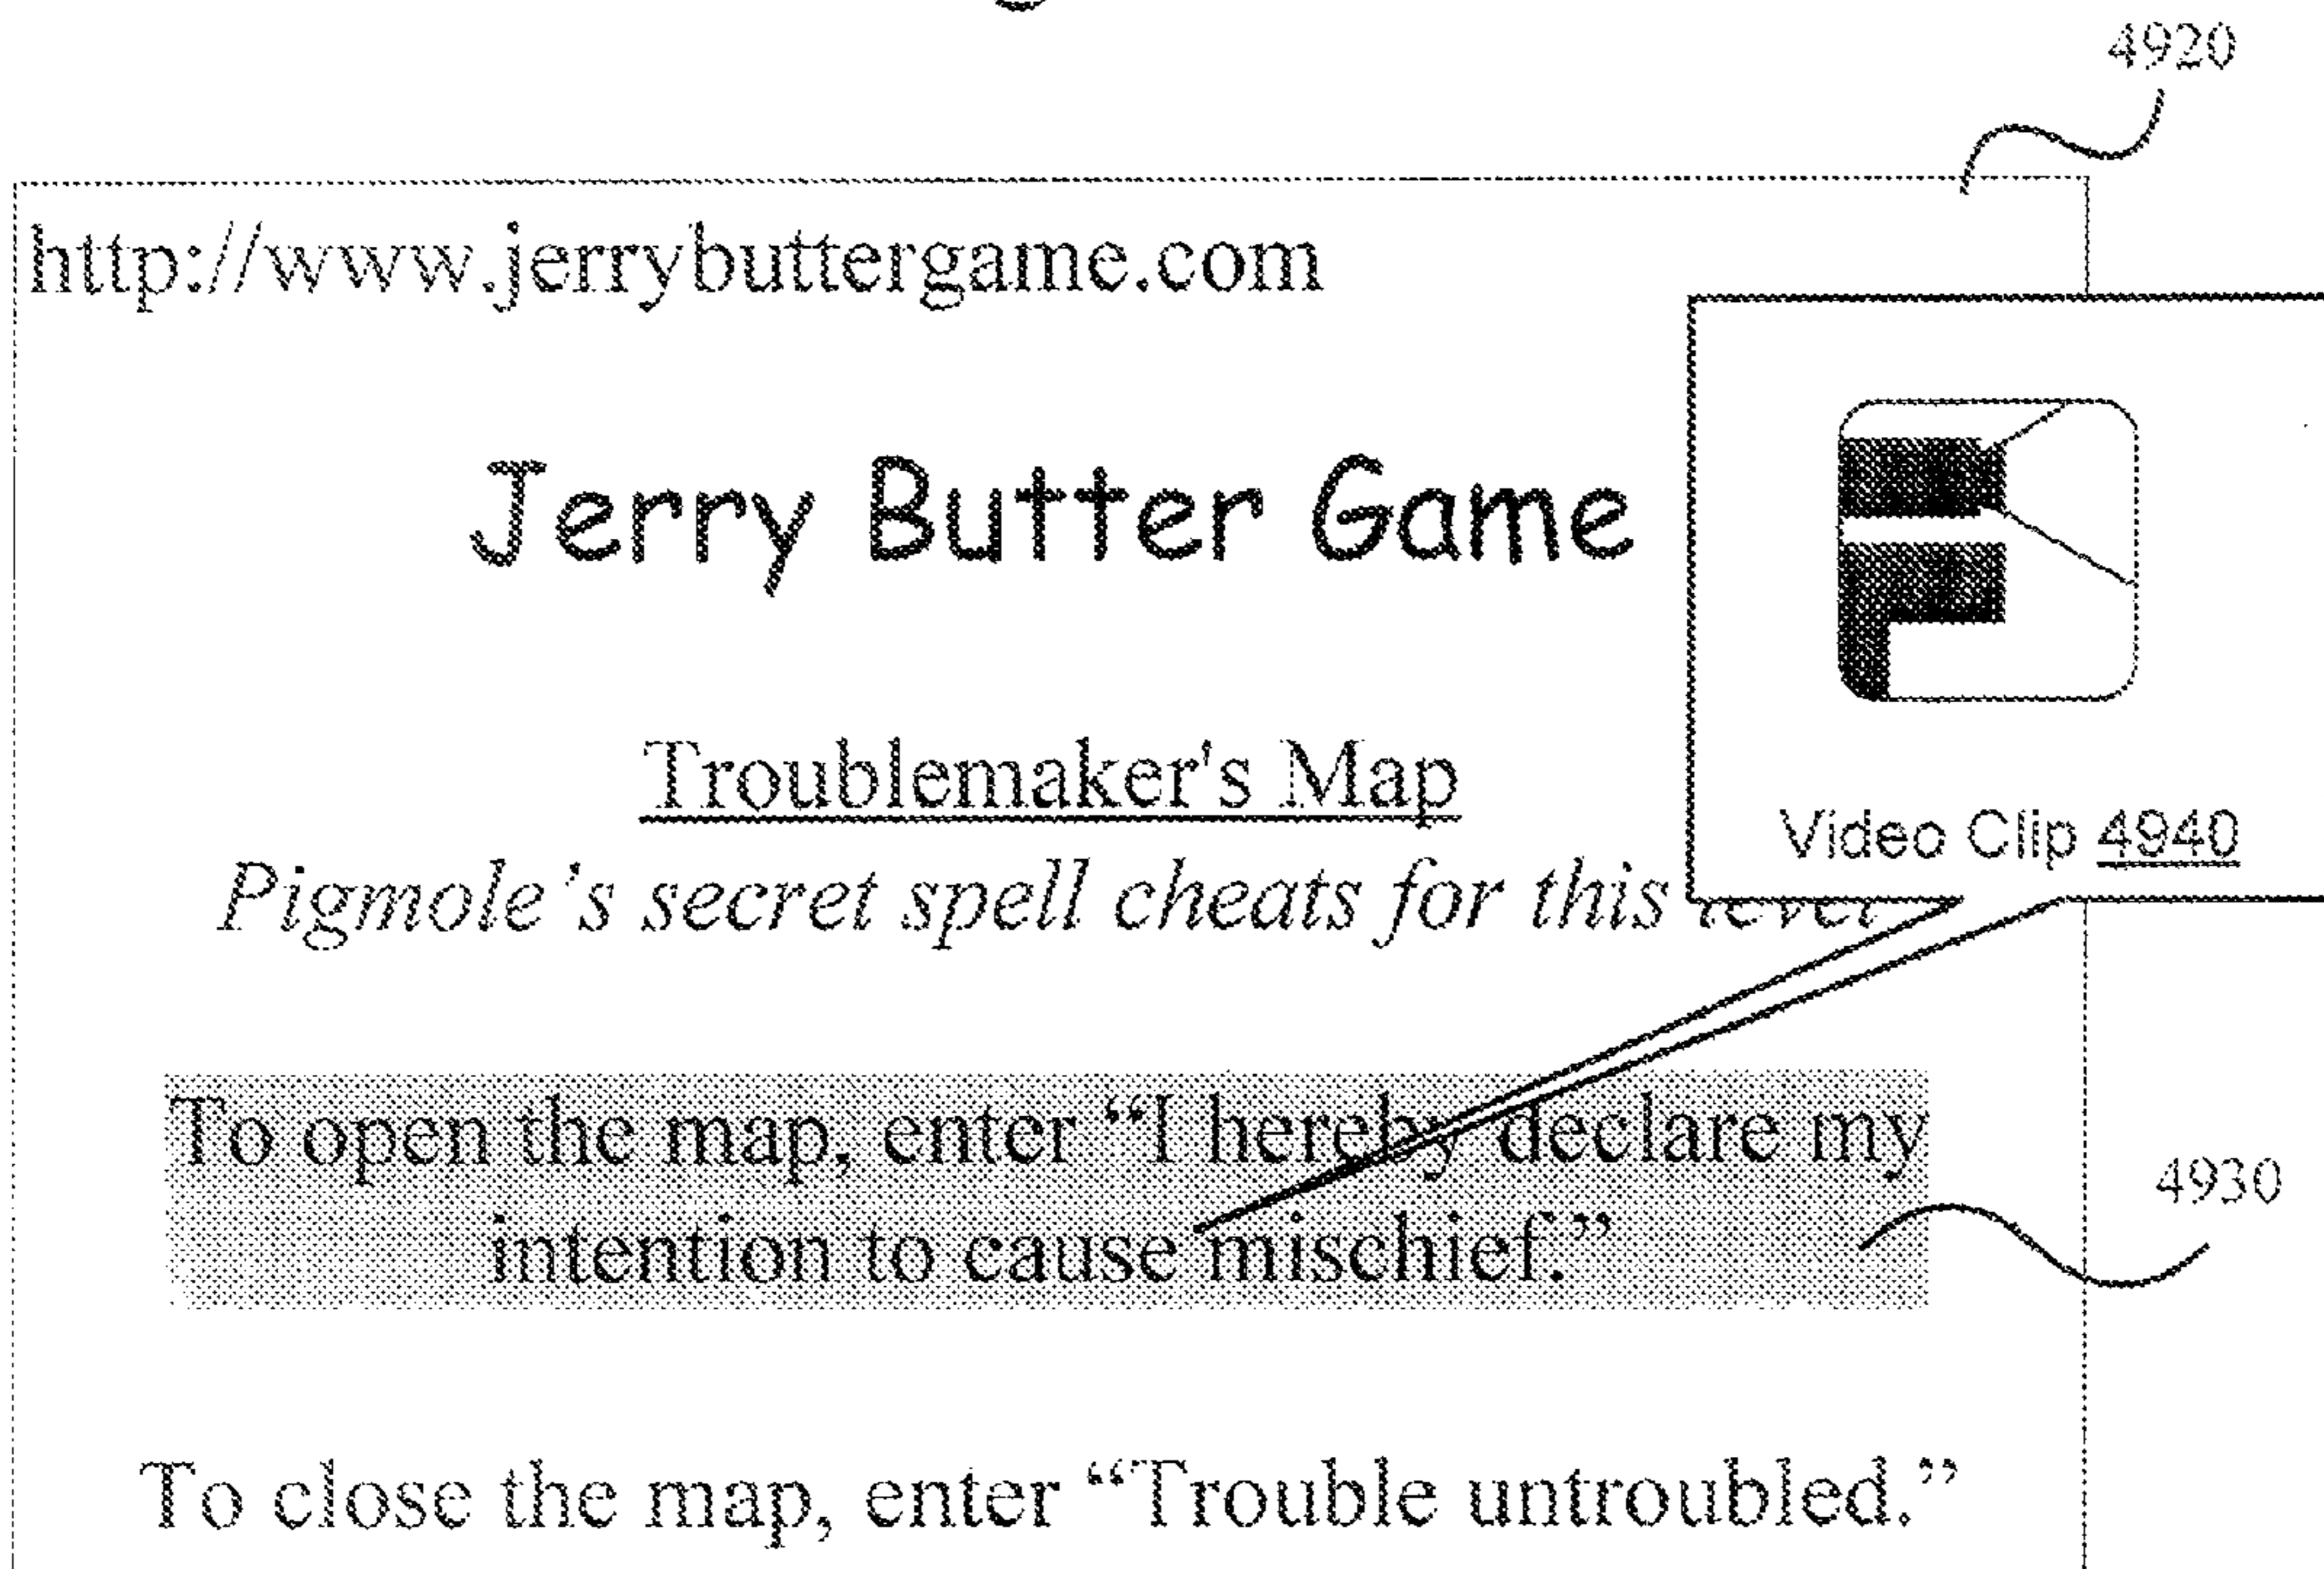 4920
http://www.jerrybuttergame.com
Jerry Butter Game
Troublemaker's Map
Video Clip 4940
Pigmole's secret spell cheats for this level
To open the map, enter “I hereby declare my
4930
intention to cause mischief.”
To close the map, enter “Trouble untroubled.”